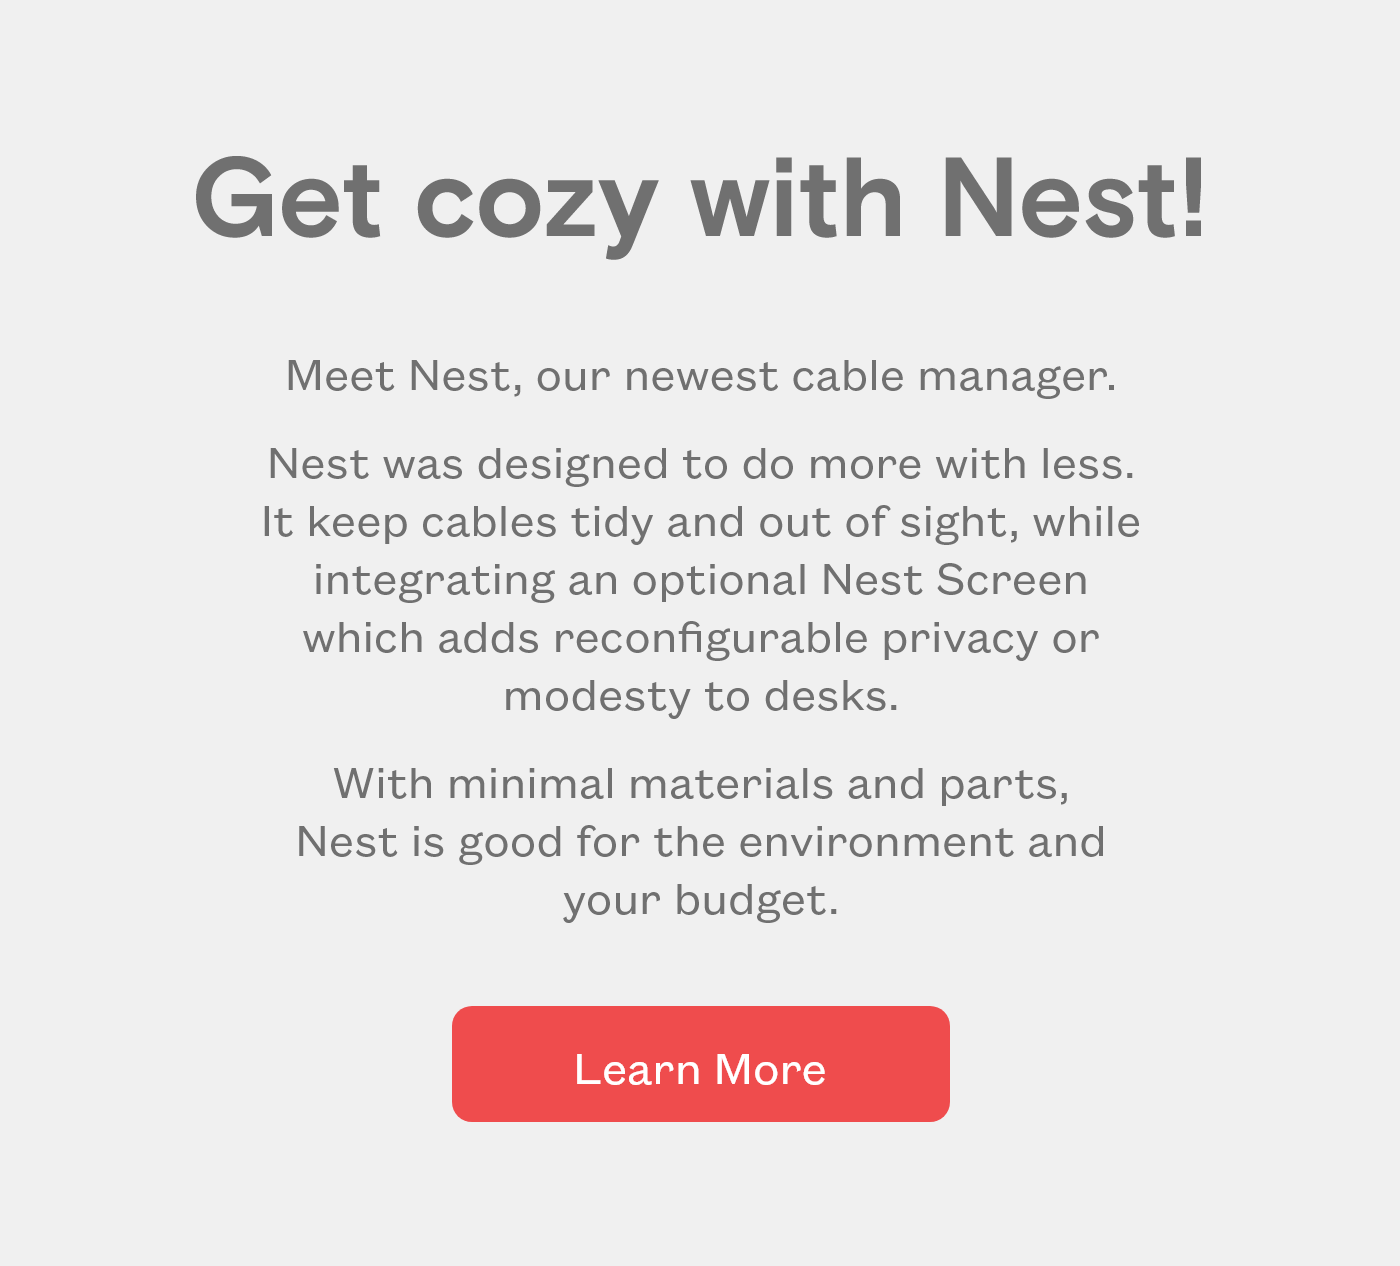 Get cozy with Nest!
Meet Nest, our newest cable manager.
Nest was designed to do more with less.
It keep cables tidy and out of sight, while
integrating an optional Nest Screen
which adds reconfigurable privacy or
modesty to desks.
With minimal materials and parts,
Nest is good for the environment and
your budget.
Learn More